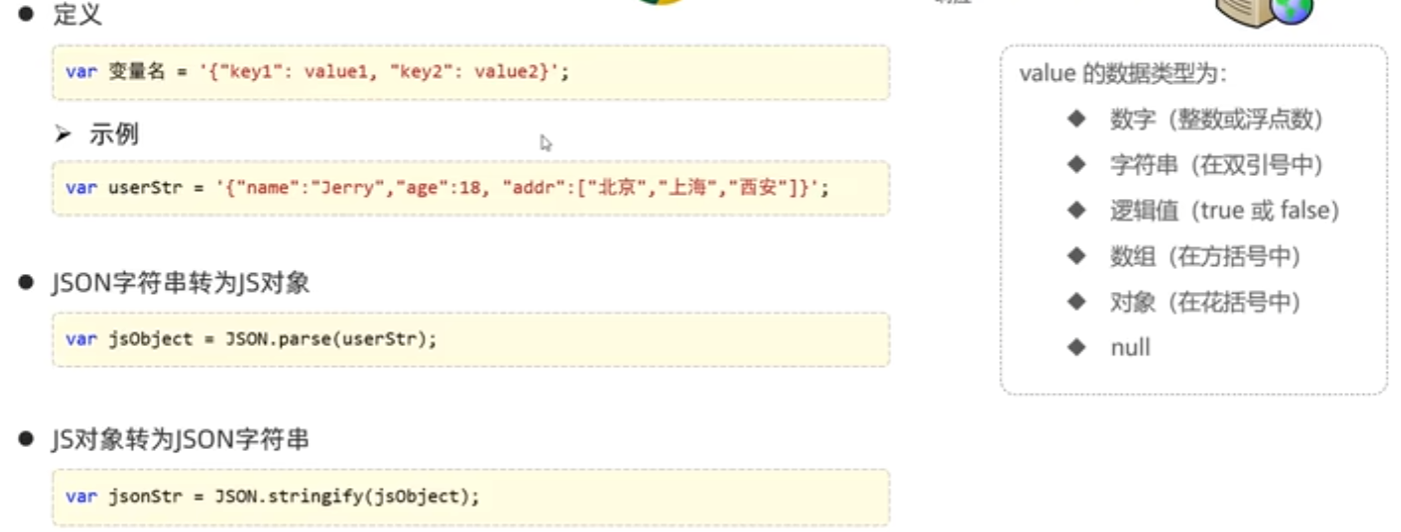 定义
var 变量名 = '{"key1": value1, "key2": value2}';
示例
var userStr = '{"name":"Jerry","age":18, "addr":["北京","上海","西安"]}';
JSON字符串转为JS对象
var jsObject = JSON.parse(userStr);
JS对象转为JSON字符串
var jsonStr = JSON.stringify(jsObject);
value 的数据类型为：
数字（整数或浮点数）
字符串（在双引号中）
逻辑值（true 或 false）
数组（在方括号中）
对象（在花括号中）
null